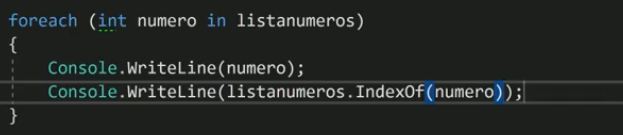 foreach (int numero in listanumeros)
{
    Console.WriteLine(numero);
    Console.WriteLine(listanumeros.IndexOf(numero));
}